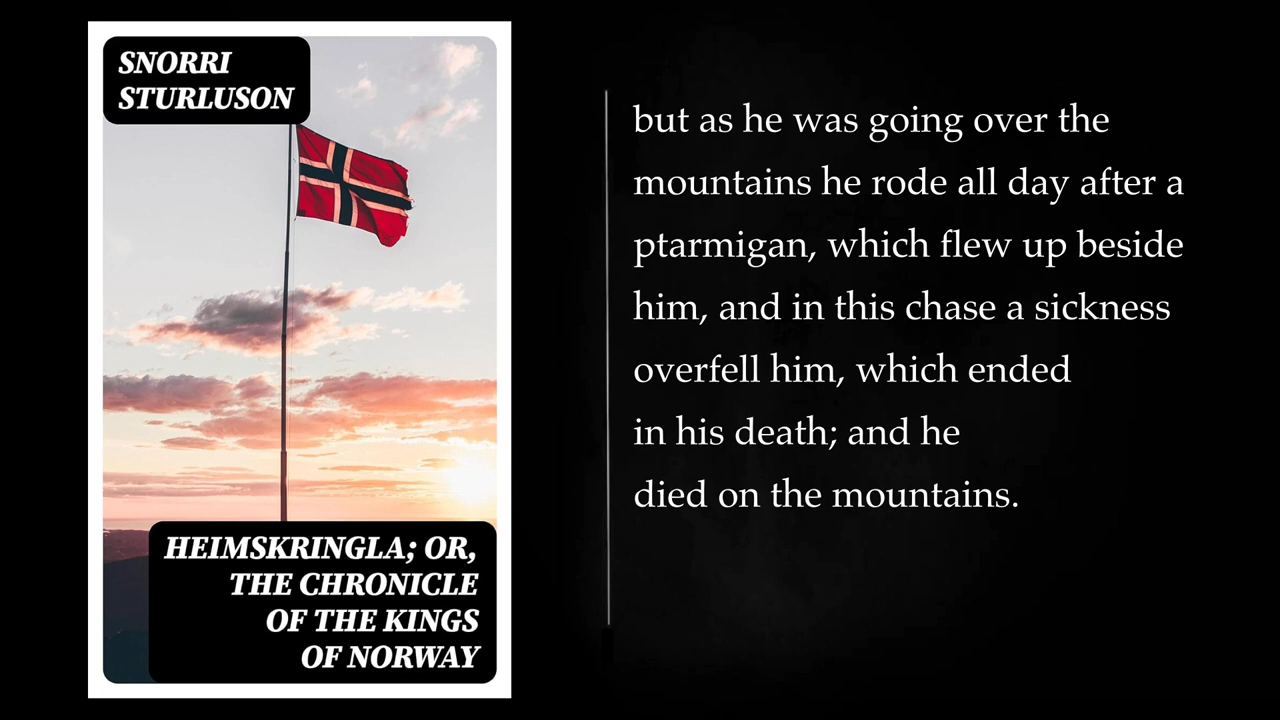 SNORRI
STURLUSON
HEIMSKRINGLA; OR,
THE CHRONICLE
OF THE KINGS
OF NORWAY
but as he was going over the
mountains he rode all day after a
ptarmigan, which flew up beside
him, and in this chase a sickness
overfell him, which ended
in his death; and he
died on the mountains.